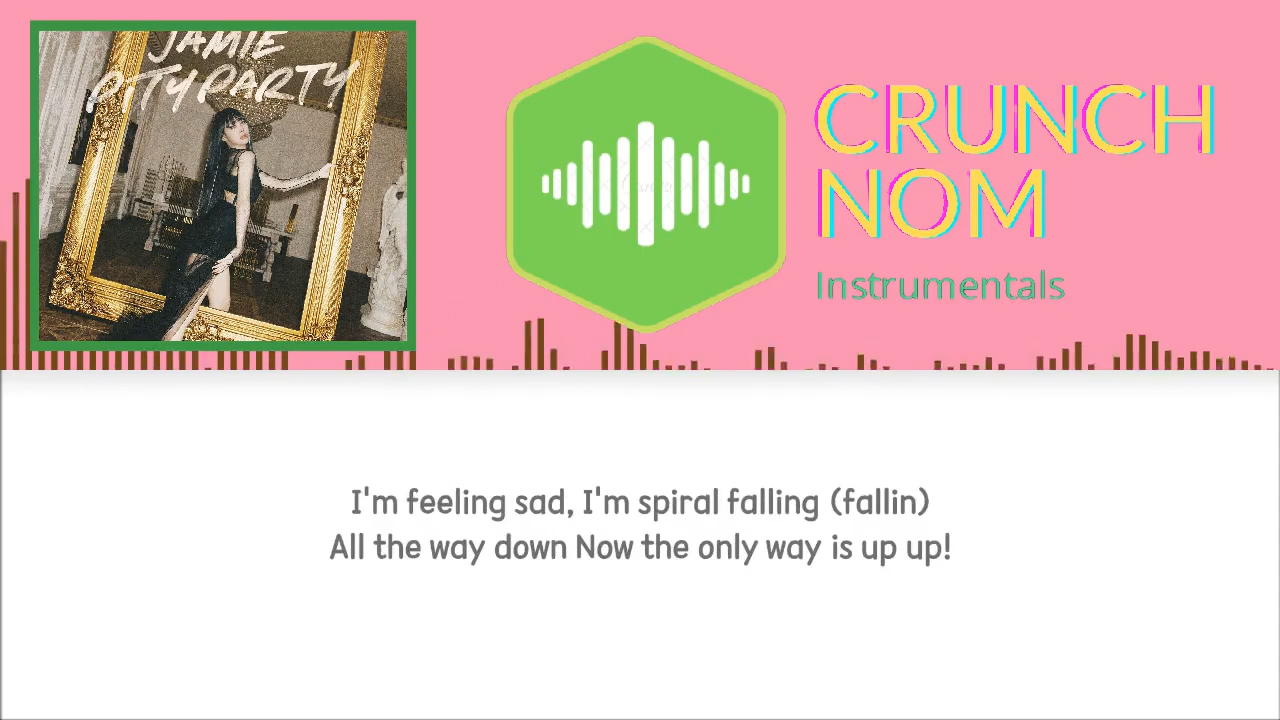 JAMIE
PITY PARTY
CRUNCH
NOM
Instrumentals
I'm feeling sad, I'm spiral falling (fallin)
All the way down Now the only way is up up!